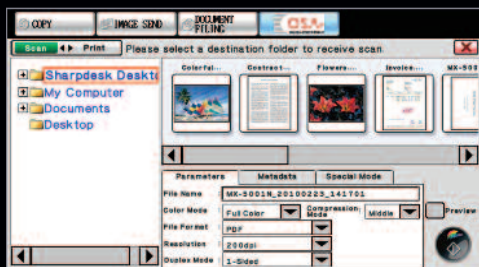 COPY
IMAGE SEND
DOCUMENT
FILING
OSA
Scan Print
Please select a destination folder to receive scan
X
Sharpdesk Deskto
My Computer
Documents
Desktop
Colorful...
Contract...
Flowers...
Invoice...
MX-500
Parameters
Metadata
Special Mode
File Name : MX-5001N_20100223_141701
Color Mode : Full Color
Compression Mode Middle
Preview
File Format : PDF
Resolution : 200dpi
Duplex Mode : 1-Sided